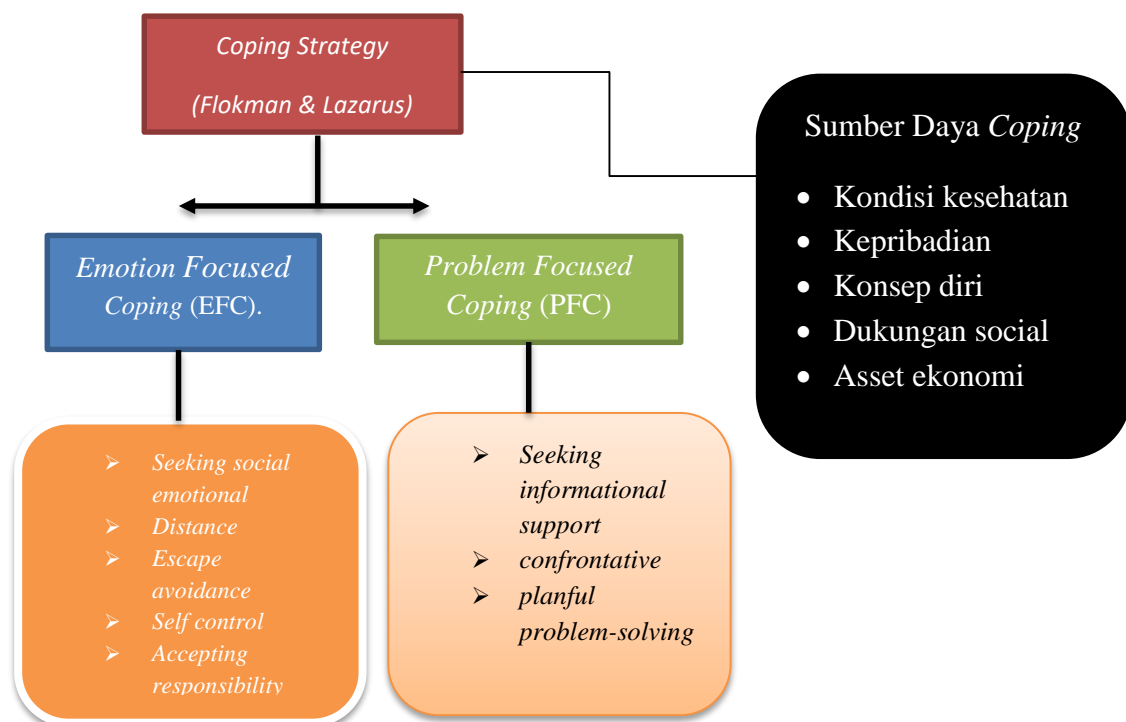 Coping Strategy
(Flokman & Lazarus)
Sumber Daya Coping
• Kondisi kesehatan
• Kepribadian
• Konsep diri
• Dukungan social
• Asset ekonomi
Emotion Focused
Coping (EFC).
Problem Focused
Coping (PFC)
➢ Seeking social
emotional
➢ Distance
➢ Escape
avoidance
➢ Self control
➢ Accepting
responsibility
➢ Seeking
informational
support
➢ confrontative
➢ planful
problem-solving